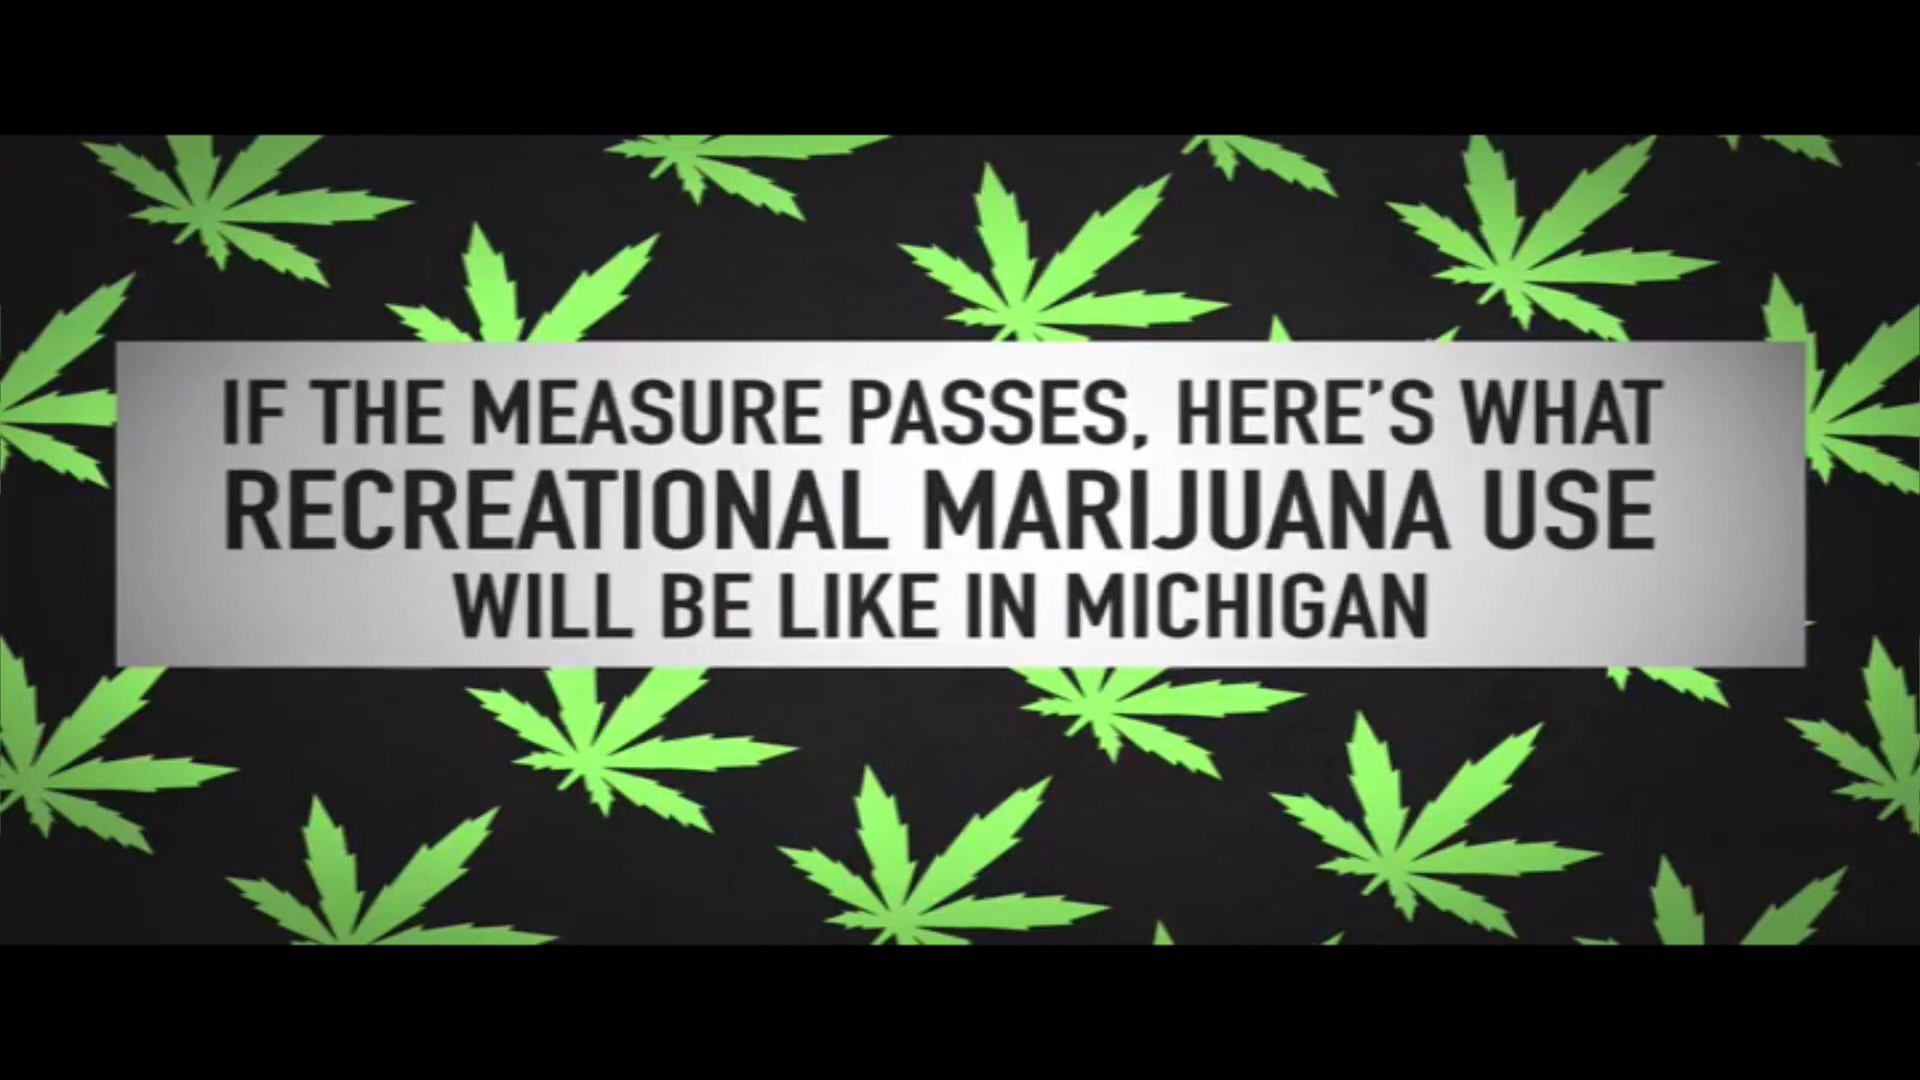 IF THE MEASURE PASSES, HERE'S WHAT
RECREATIONAL MARIJUANA USE
WILL BE LIKE IN MICHIGAN